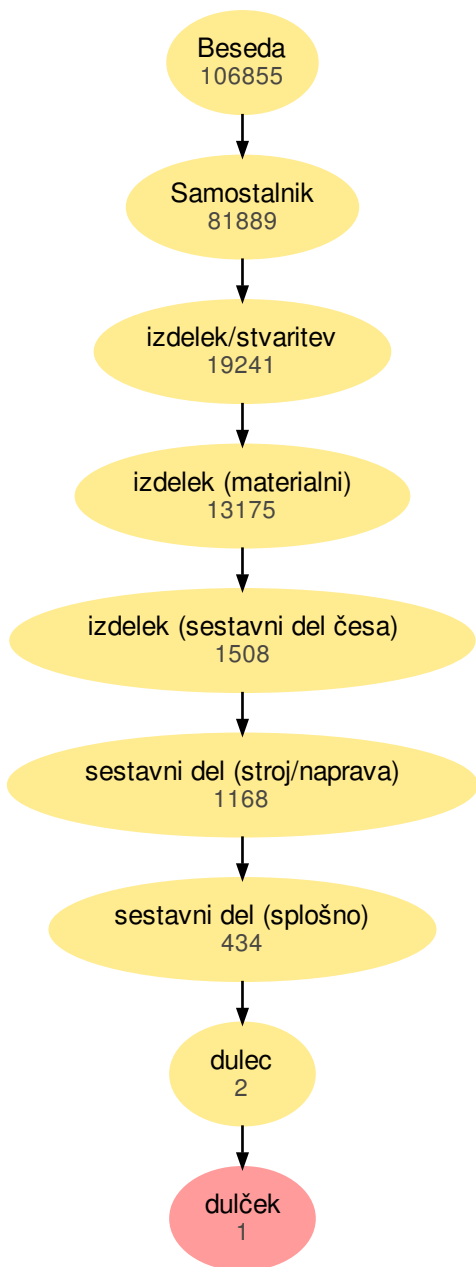 Beseda
106855
Samostalnik
81889
izdelek/stvaritev
19241
izdelek (materialni)
13175
izdelek (sestavni del česa)
1508
sestavni del (stroj/naprava)
1168
sestavni del (splošno)
434
dulec
2
dulček
1